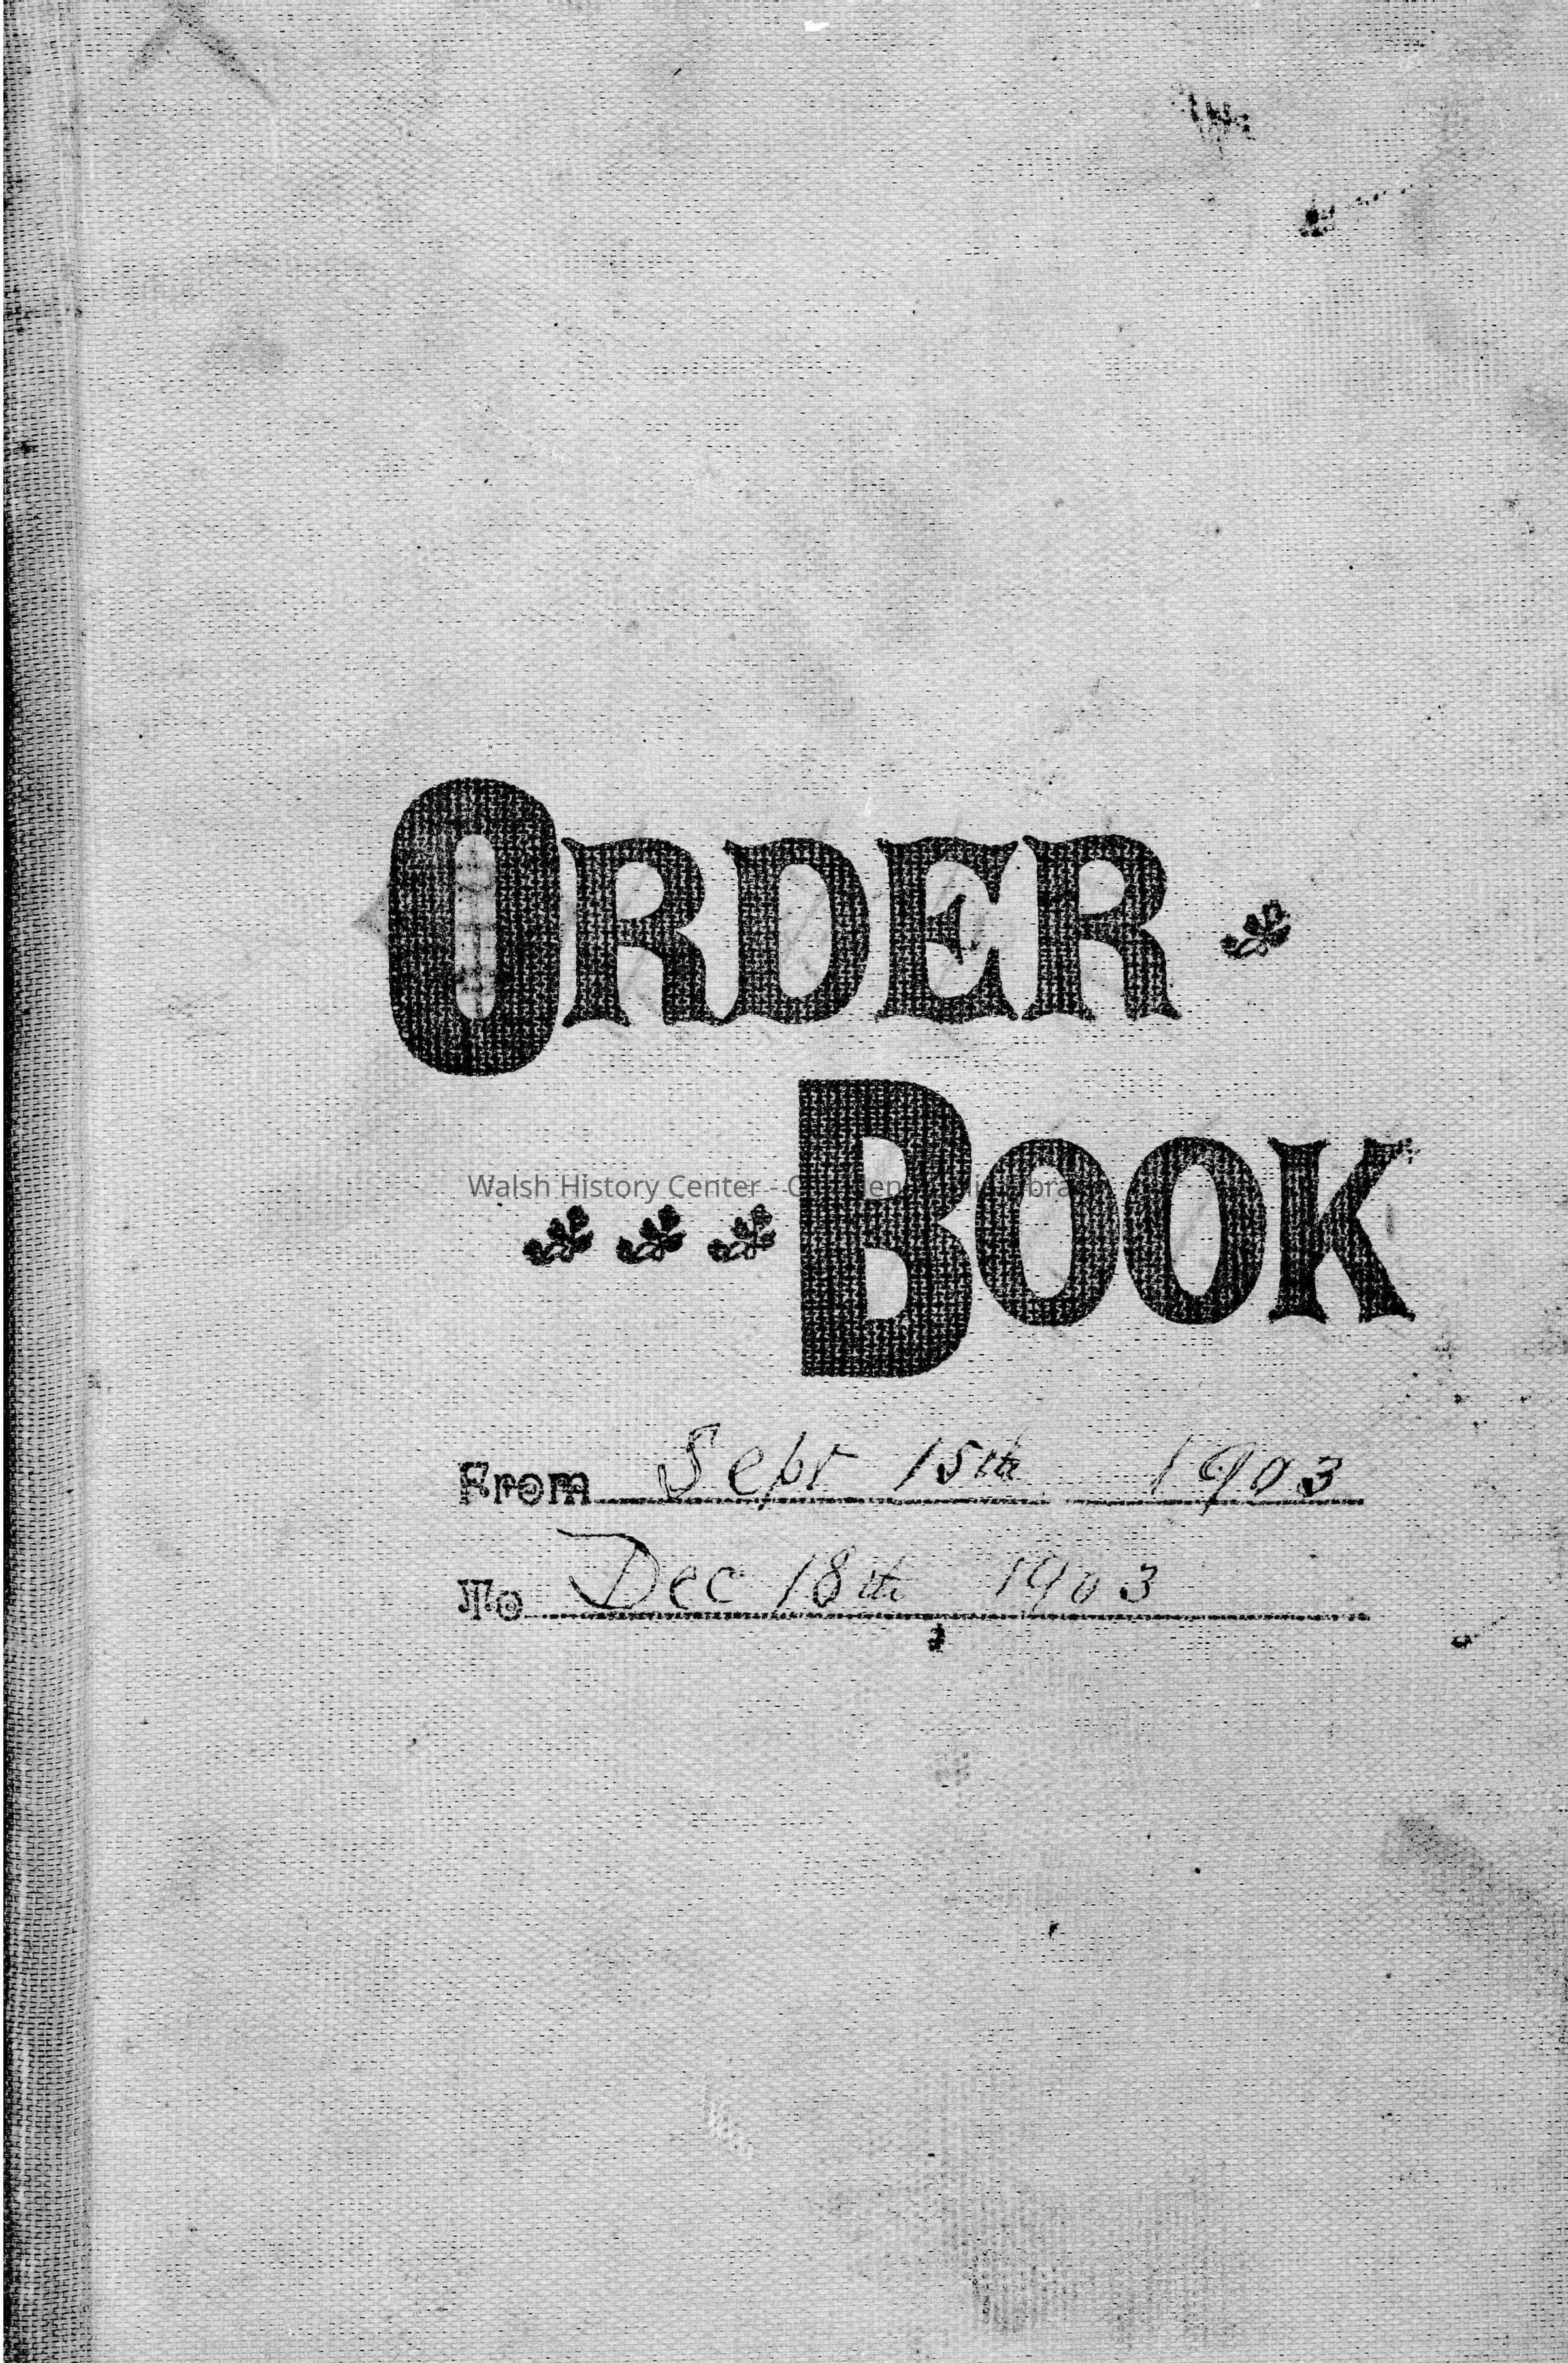 ORDER
BOOK
Walsh History Center -
From Sept 15th 1903
To Dec 18th 1903